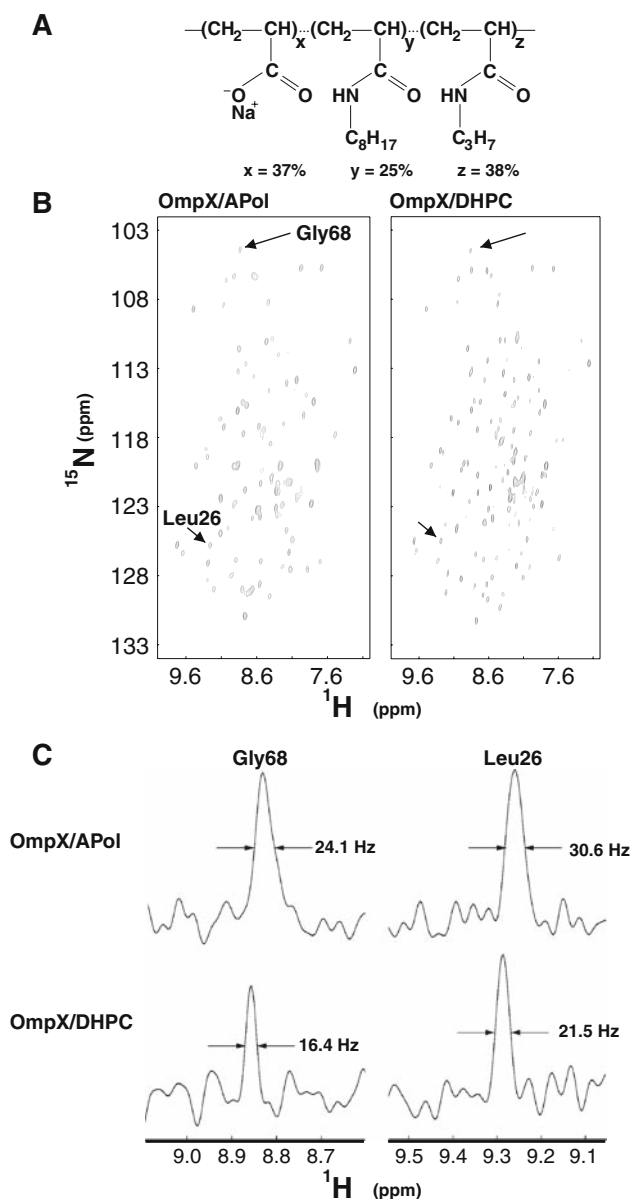 A
—(CH₂—CH)ₓ···(CH₂—CH)y···(CH₂—CH)z—
C C C
⁻O O HN O HN O
Na⁺
C₈H₁₇ C₃H₇
x = 37% y = 25% z = 38%
B OmpX/APol OmpX/DHPC
103
Gly68
108
113
118
¹⁵N (ppm)
123
Leu26
128
133
9.6 8.6 7.6 9.6 8.6 7.6
¹H (ppm)
C
Gly68 Leu26
OmpX/APol
24.1 Hz 30.6 Hz
OmpX/DHPC
16.4 Hz 21.5 Hz
9.0 8.9 8.8 8.7 9.5 9.4 9.3 9.2 9.1
¹H (ppm)